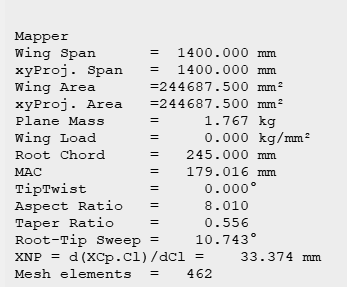 Mapper
Wing Span = 1400.000 mm
xyProj. Span = 1400.000 mm
Wing Area =244687.500 mm²
xyProj. Area =244687.500 mm²
Plane Mass = 1.767 kg
Wing Load = 0.000 kg/mm²
Root Chord = 245.000 mm
MAC = 179.016 mm
TipTwist = 0.000°
Aspect Ratio = 8.010
Taper Ratio = 0.556
Root-Tip Sweep = 10.743°
XNP = d(XCp.Cl)/dCl = 33.374 mm
Mesh elements = 462